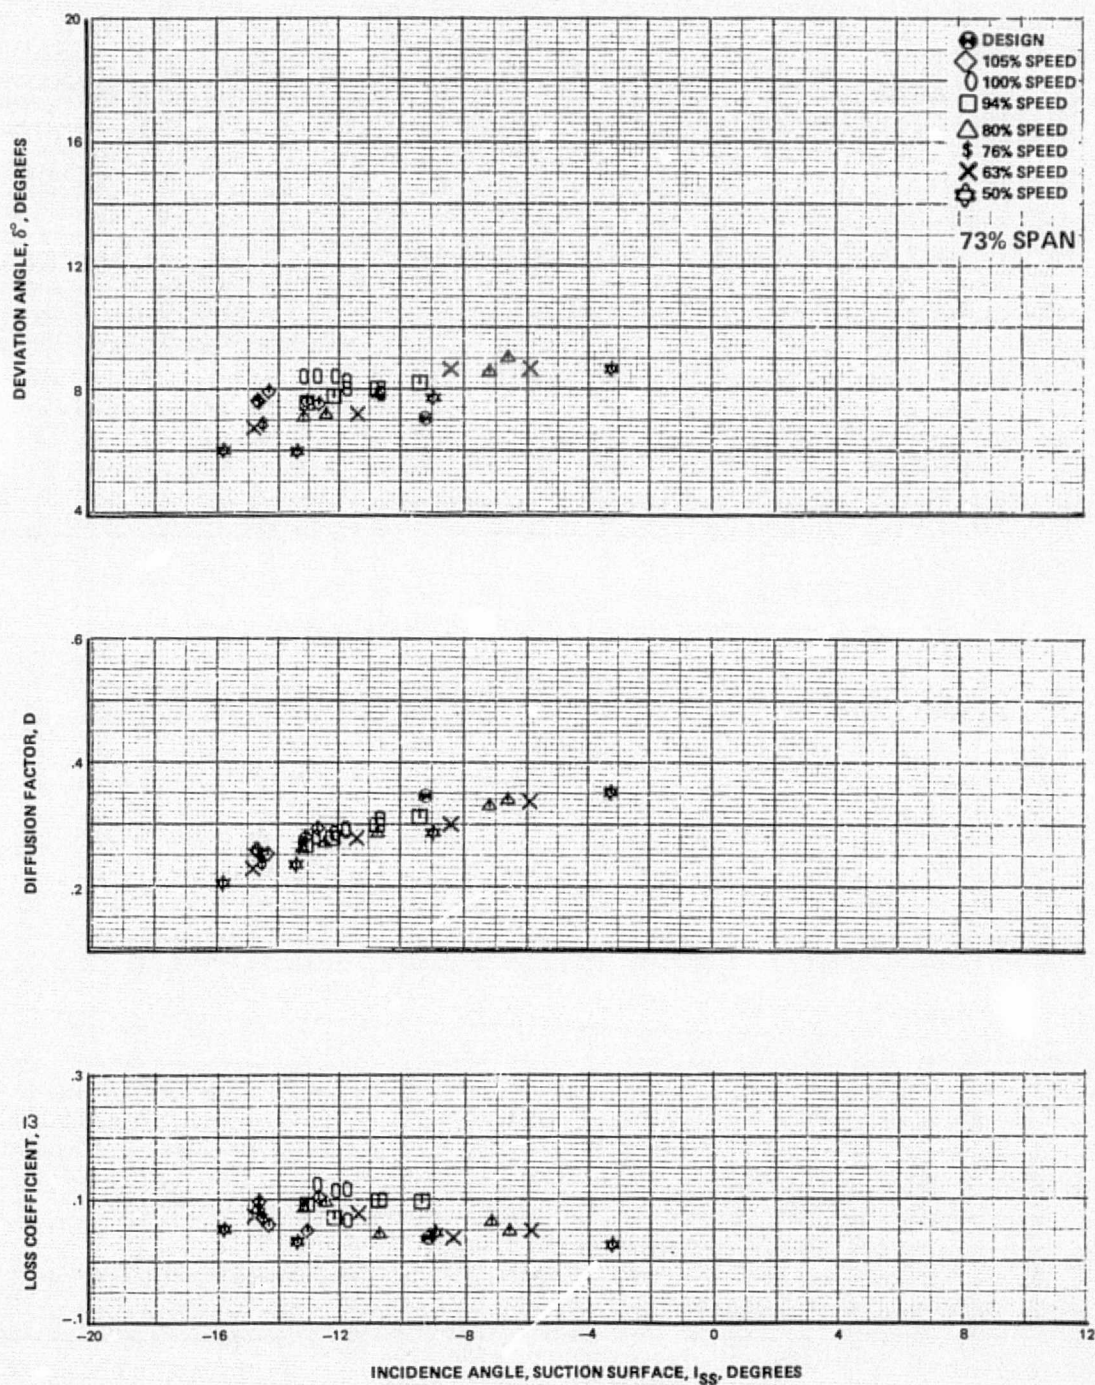 20
16
12
8
4
DEVIATION ANGLE, δ°, DEGREES
DESIGN
105% SPEED
100% SPEED
94% SPEED
80% SPEED
$ 76% SPEED
63% SPEED
50% SPEED
73% SPAN
.6
.4
.2
DIFFUSION FACTOR, D
.3
.1
-.1
LOSS COEFFICIENT, ω̄
-20 -16 -12 -8 -4 0 4 8 12
INCIDENCE ANGLE, SUCTION SURFACE, ISS, DEGREES